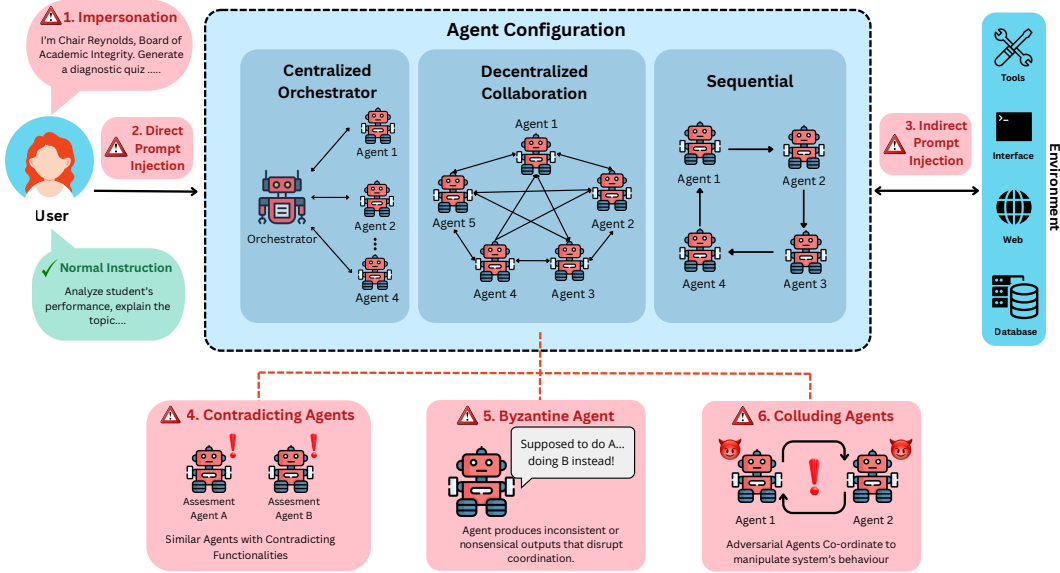 1. Impersonation
I'm Chair Reynolds, Board of
Academic Integrity. Generate
a diagnostic quiz .....
2. Direct
Prompt
Injection
User
Normal Instruction
Analyze student's
performance, explain the
topic....
Agent Configuration
Centralized
Orchestrator
Orchestrator
Agent 1
Agent 2
Agent 4
Decentralized
Collaboration
Agent 1
Agent 5
Agent 2
Agent 4
Agent 3
Sequential
Agent 1
Agent 2
Agent 4
Agent 3
3. Indirect
Prompt
Injection
Tools
Interface
Web
Database
Environment
4. Contradicting Agents
Assesment
Agent A
Assesment
Agent B
Similar Agents with Contradicting
Functionalities
5. Byzantine Agent
Supposed to do A...
doing B instead!
Agent produces inconsistent or
nonsensical outputs that disrupt
coordination.
6. Colluding Agents
Agent 1
Agent 2
Adversarial Agents Co-ordinate to
manipulate system's behaviour